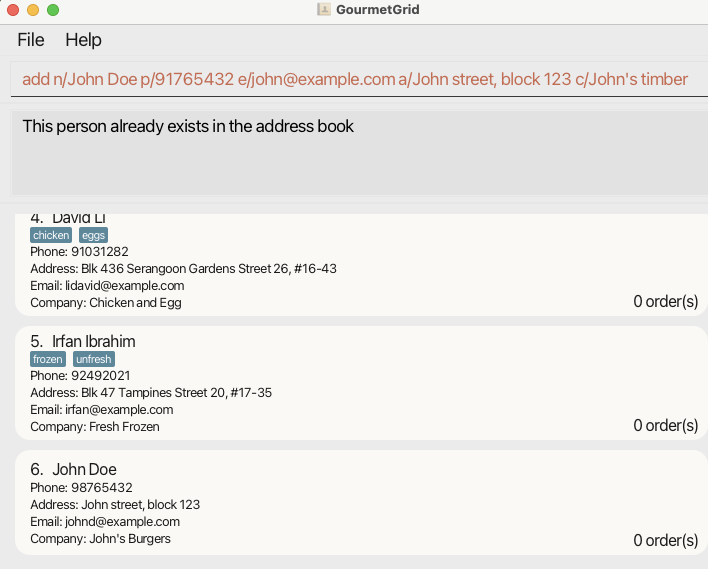 GourmetGrid
File Help
add n/John Doe p/91765432 e/john@example.com a/John street, block 123 c/John's timber
This person already exists in the address book
4. David Li
chicken eggs
Phone: 91031282
Address: Blk 436 Serangoon Gardens Street 26, #16-43
Email: lidavid@example.com
Company: Chicken and Egg
0 order(s)
5. Irfan Ibrahim
frozen unfresh
Phone: 92492021
Address: Blk 47 Tampines Street 20, #17-35
Email: irfan@example.com
Company: Fresh Frozen
0 order(s)
6. John Doe
Phone: 98765432
Address: John street, block 123
Email: johnd@example.com
Company: John's Burgers
0 order(s)